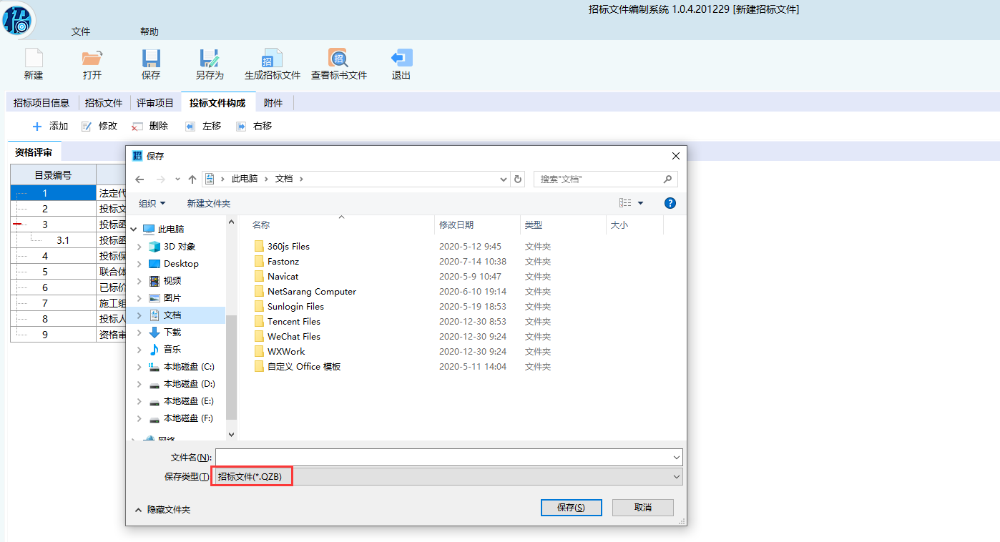 招标文件编制系统 1.0.4.201229 [新建招标文件]
文件 帮助
新建 打开 保存 另存为 生成招标文件 查看标书文件 退出
招标项目信息 招标文件 评审项目 投标文件构成 附件
添加 修改 删除 左移 右移
资格评审
目录编号
1 法定代
2 投标文
3 投标函
3.1 投标函
4 投标保
5 联合体
6 已标价
7 施工组
8 投标人
9 资格审
保存
此电脑 文档 搜索"文档"
组织 新建文件夹
此电脑
3D 对象
Desktop
视频
图片
文档
下载
音乐
本地磁盘 (C:)
本地磁盘 (D:)
本地磁盘 (E:)
本地磁盘 (F:)
网络
名称 修改日期 类型 大小
360js Files 2020-5-12 9:45 文件夹
Fastonz 2020-7-14 10:38 文件夹
Navicat 2020-5-9 10:47 文件夹
NetSarang Computer 2020-6-10 19:14 文件夹
Sunlogin Files 2020-5-19 18:53 文件夹
Tencent Files 2020-12-30 8:53 文件夹
WeChat Files 2020-12-30 9:24 文件夹
WXWork 2020-12-30 9:24 文件夹
自定义 Office 模板 2020-5-11 14:04 文件夹
文件名(N):
保存类型(T): 招标文件(*.QZB)
隐藏文件夹 保存(S) 取消